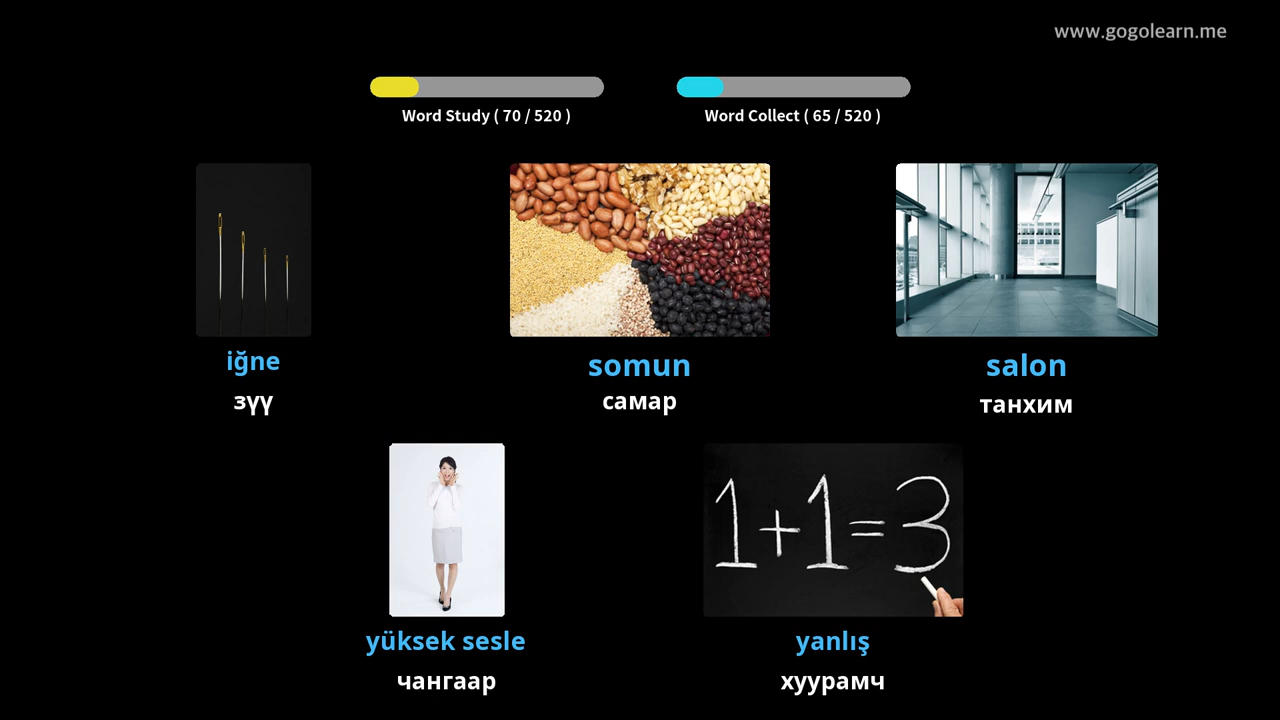 www.gogolearn.me
Word Study ( 70 / 520 )
Word Collect ( 65 / 520 )
iğne
зүү
somun
самар
salon
танхим
1+1=3
yüksek sesle
чангаар
yanlış
хуурамч